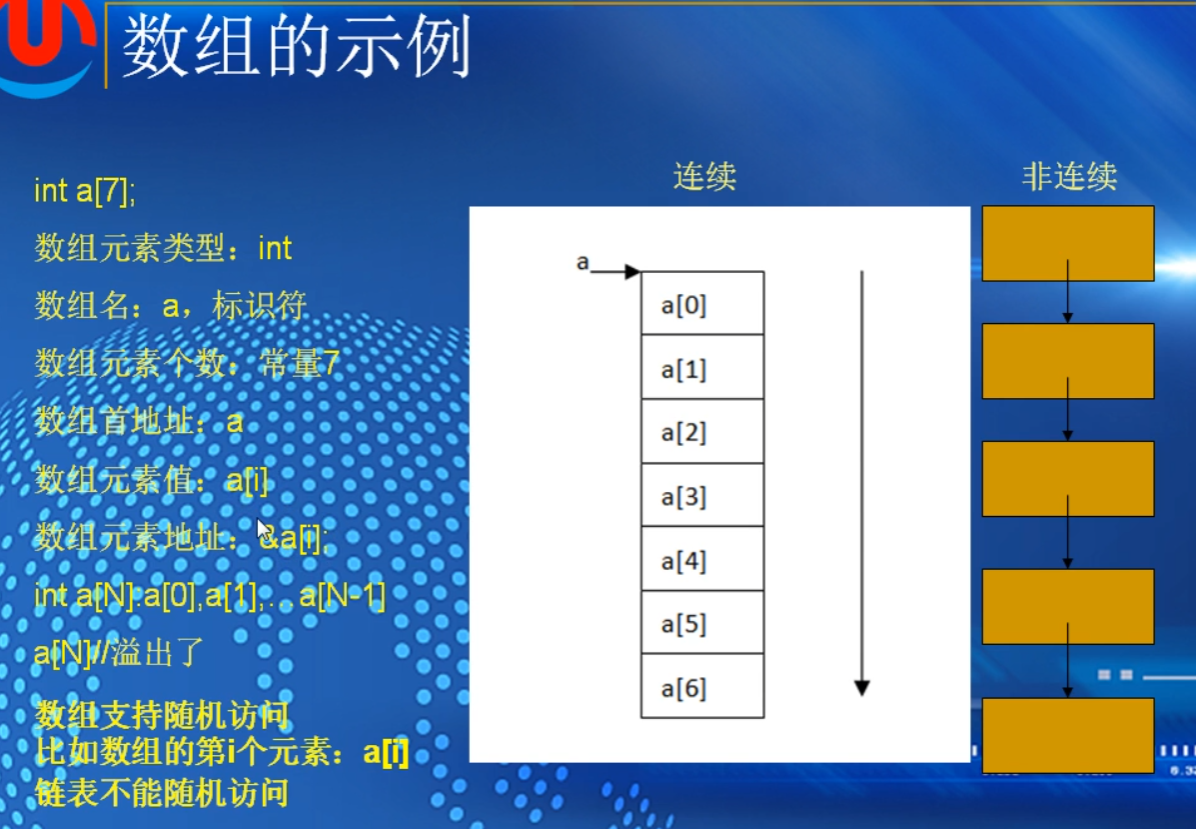 数组的示例
int a[7];
数组元素类型：int
数组名：a，标识符
数组元素个数：常量7
数组首地址：a
数组元素值：a[i]
数组元素地址：&a[i];
int a[N]:a[0],a[1],…a[N-1]
a[N]//溢出了
数组支持随机访问
比如数组的第i个元素：a[i]
链表不能随机访问
连续
a
a[0]
a[1]
a[2]
a[3]
a[4]
a[5]
a[6]
非连续